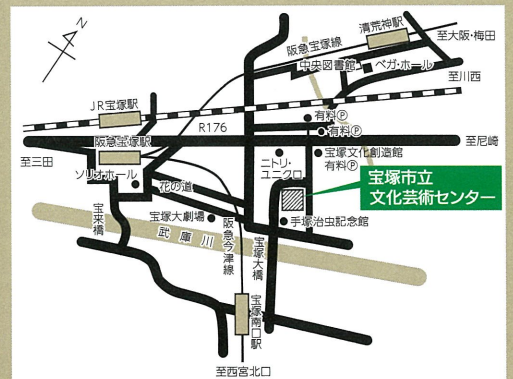 N
清荒神駅
阪急宝塚線
至大阪・梅田
中央図書館
ベガ・ホール
至川西
JR宝塚駅
有料Ⓟ
R176
有料Ⓟ
阪急宝塚駅
至尼崎
至三田
ニトリ・
ユニクロ
宝塚文化創造館
有料Ⓟ
ソリオホール
花の道
宝塚市立
文化芸術センター
宝来橋
宝塚大劇場
手塚治虫記念館
武庫川
阪急今津線
宝塚大橋
宝塚南口駅
至西宮北口